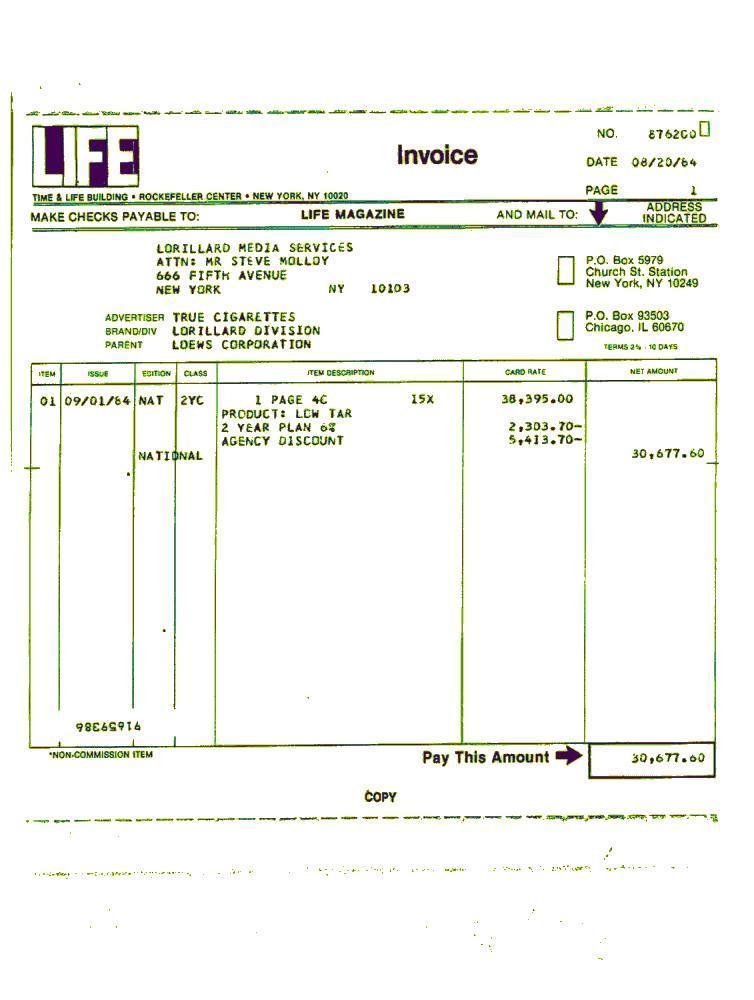 LIFE
Invoice
NO. 876200
DATE 08/20/84
PAGE 1
TIME & LIFE BUILDING • ROCKEFELLER CENTER • NEW YORK, NY 10020
MAKE CHECKS PAYABLE TO: LIFE MAGAZINE AND MAIL TO: ADDRESS INDICATED
LORILLARD MEDIA SERVICES
ATTN: MR STEVE MOLLOY
666 FIFTH AVENUE
NEW YORK NY 10103
P.O. Box 5979
Church St. Station
New York, NY 10249
ADVERTISER TRUE CIGARETTES
BRAND/DIV LORILLARD DIVISION
PARENT LOEWS CORPORATION
P.O. Box 93503
Chicago, IL 60670
TERMS 2% - 10 DAYS
ITEM ISSUE EDITION CLASS ITEM DESCRIPTION CARD RATE NET AMOUNT
01 09/01/84 NAT 2YC 1 PAGE 4C 15X 38,395.00
PRODUCT: LOW TAR
2 YEAR PLAN 6% 2,303.70-
AGENCY DISCOUNT 5,413.70-
NATIONAL 30,677.60
91659386
*NON-COMMISSION ITEM
Pay This Amount 30,677.60
COPY